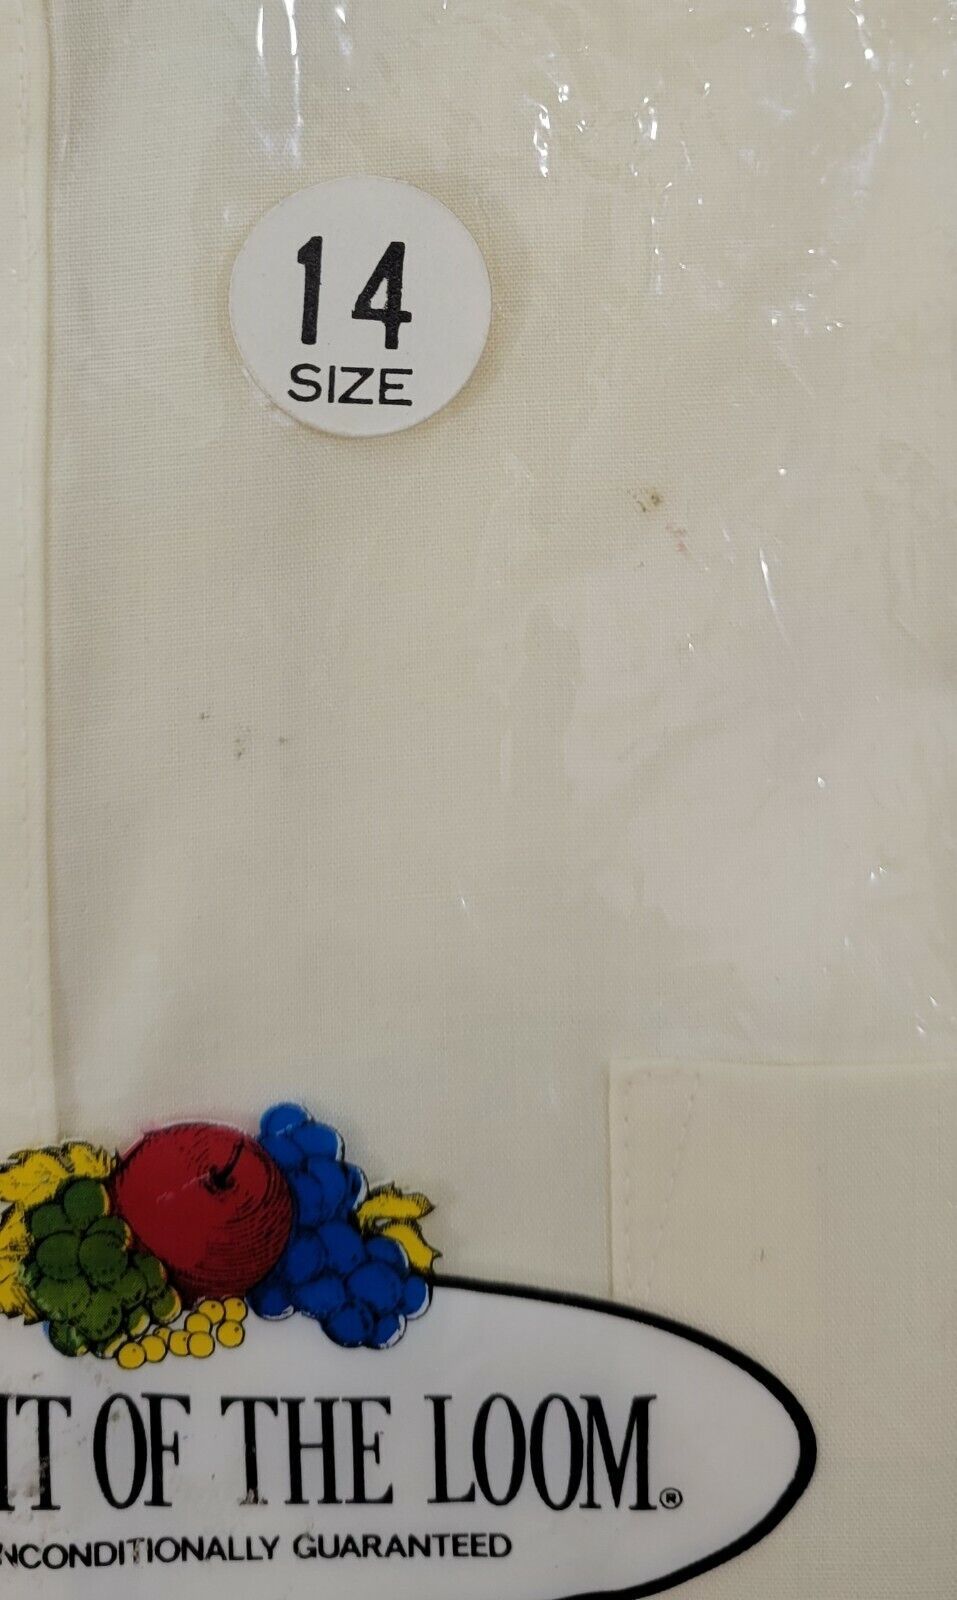 14
SIZE
IT OF THE LOOM®
NCONDITIONALLY GUARANTEED